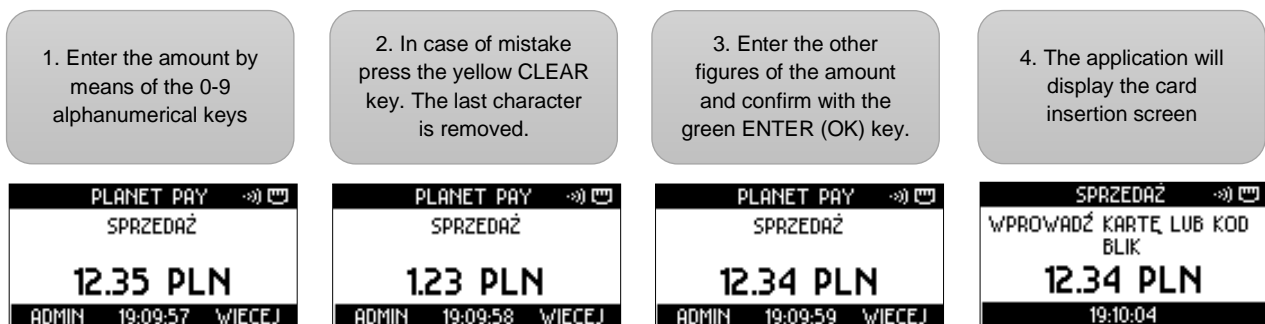 1. Enter the amount by
means of the 0-9
alphanumerical keys
2. In case of mistake
press the yellow CLEAR
key. The last character
is removed.
3. Enter the other
figures of the amount
and confirm with the
green ENTER (OK) key.
4. The application will
display the card
insertion screen
PLANET PAY
SPRZEDAŻ
12.35 PLN
ADMIN 19:09:57 WIĘCEJ
PLANET PAY
SPRZEDAŻ
1.23 PLN
ADMIN 19:09:58 WIĘCEJ
PLANET PAY
SPRZEDAŻ
12.34 PLN
ADMIN 19:09:59 WIĘCEJ
SPRZEDAŻ
WPROWADŹ KARTĘ LUB KOD
BLIK
12.34 PLN
19:10:04